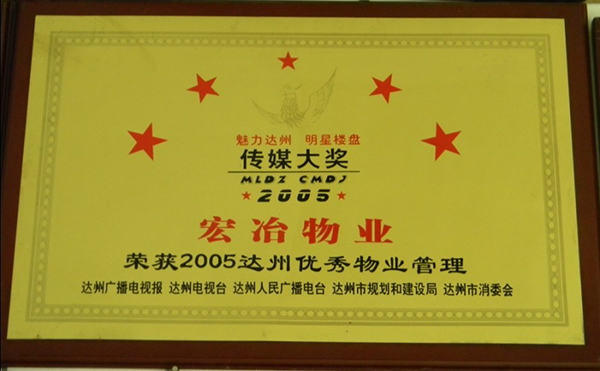 魅力达州 明星楼盘
传媒大奖
MLDZ CMDJ
2005
宏冶物业
荣获2005达州优秀物业管理
达州广播电视报 达州电视台 达州人民广播电台 达州市规划和建设局 达州市消委会